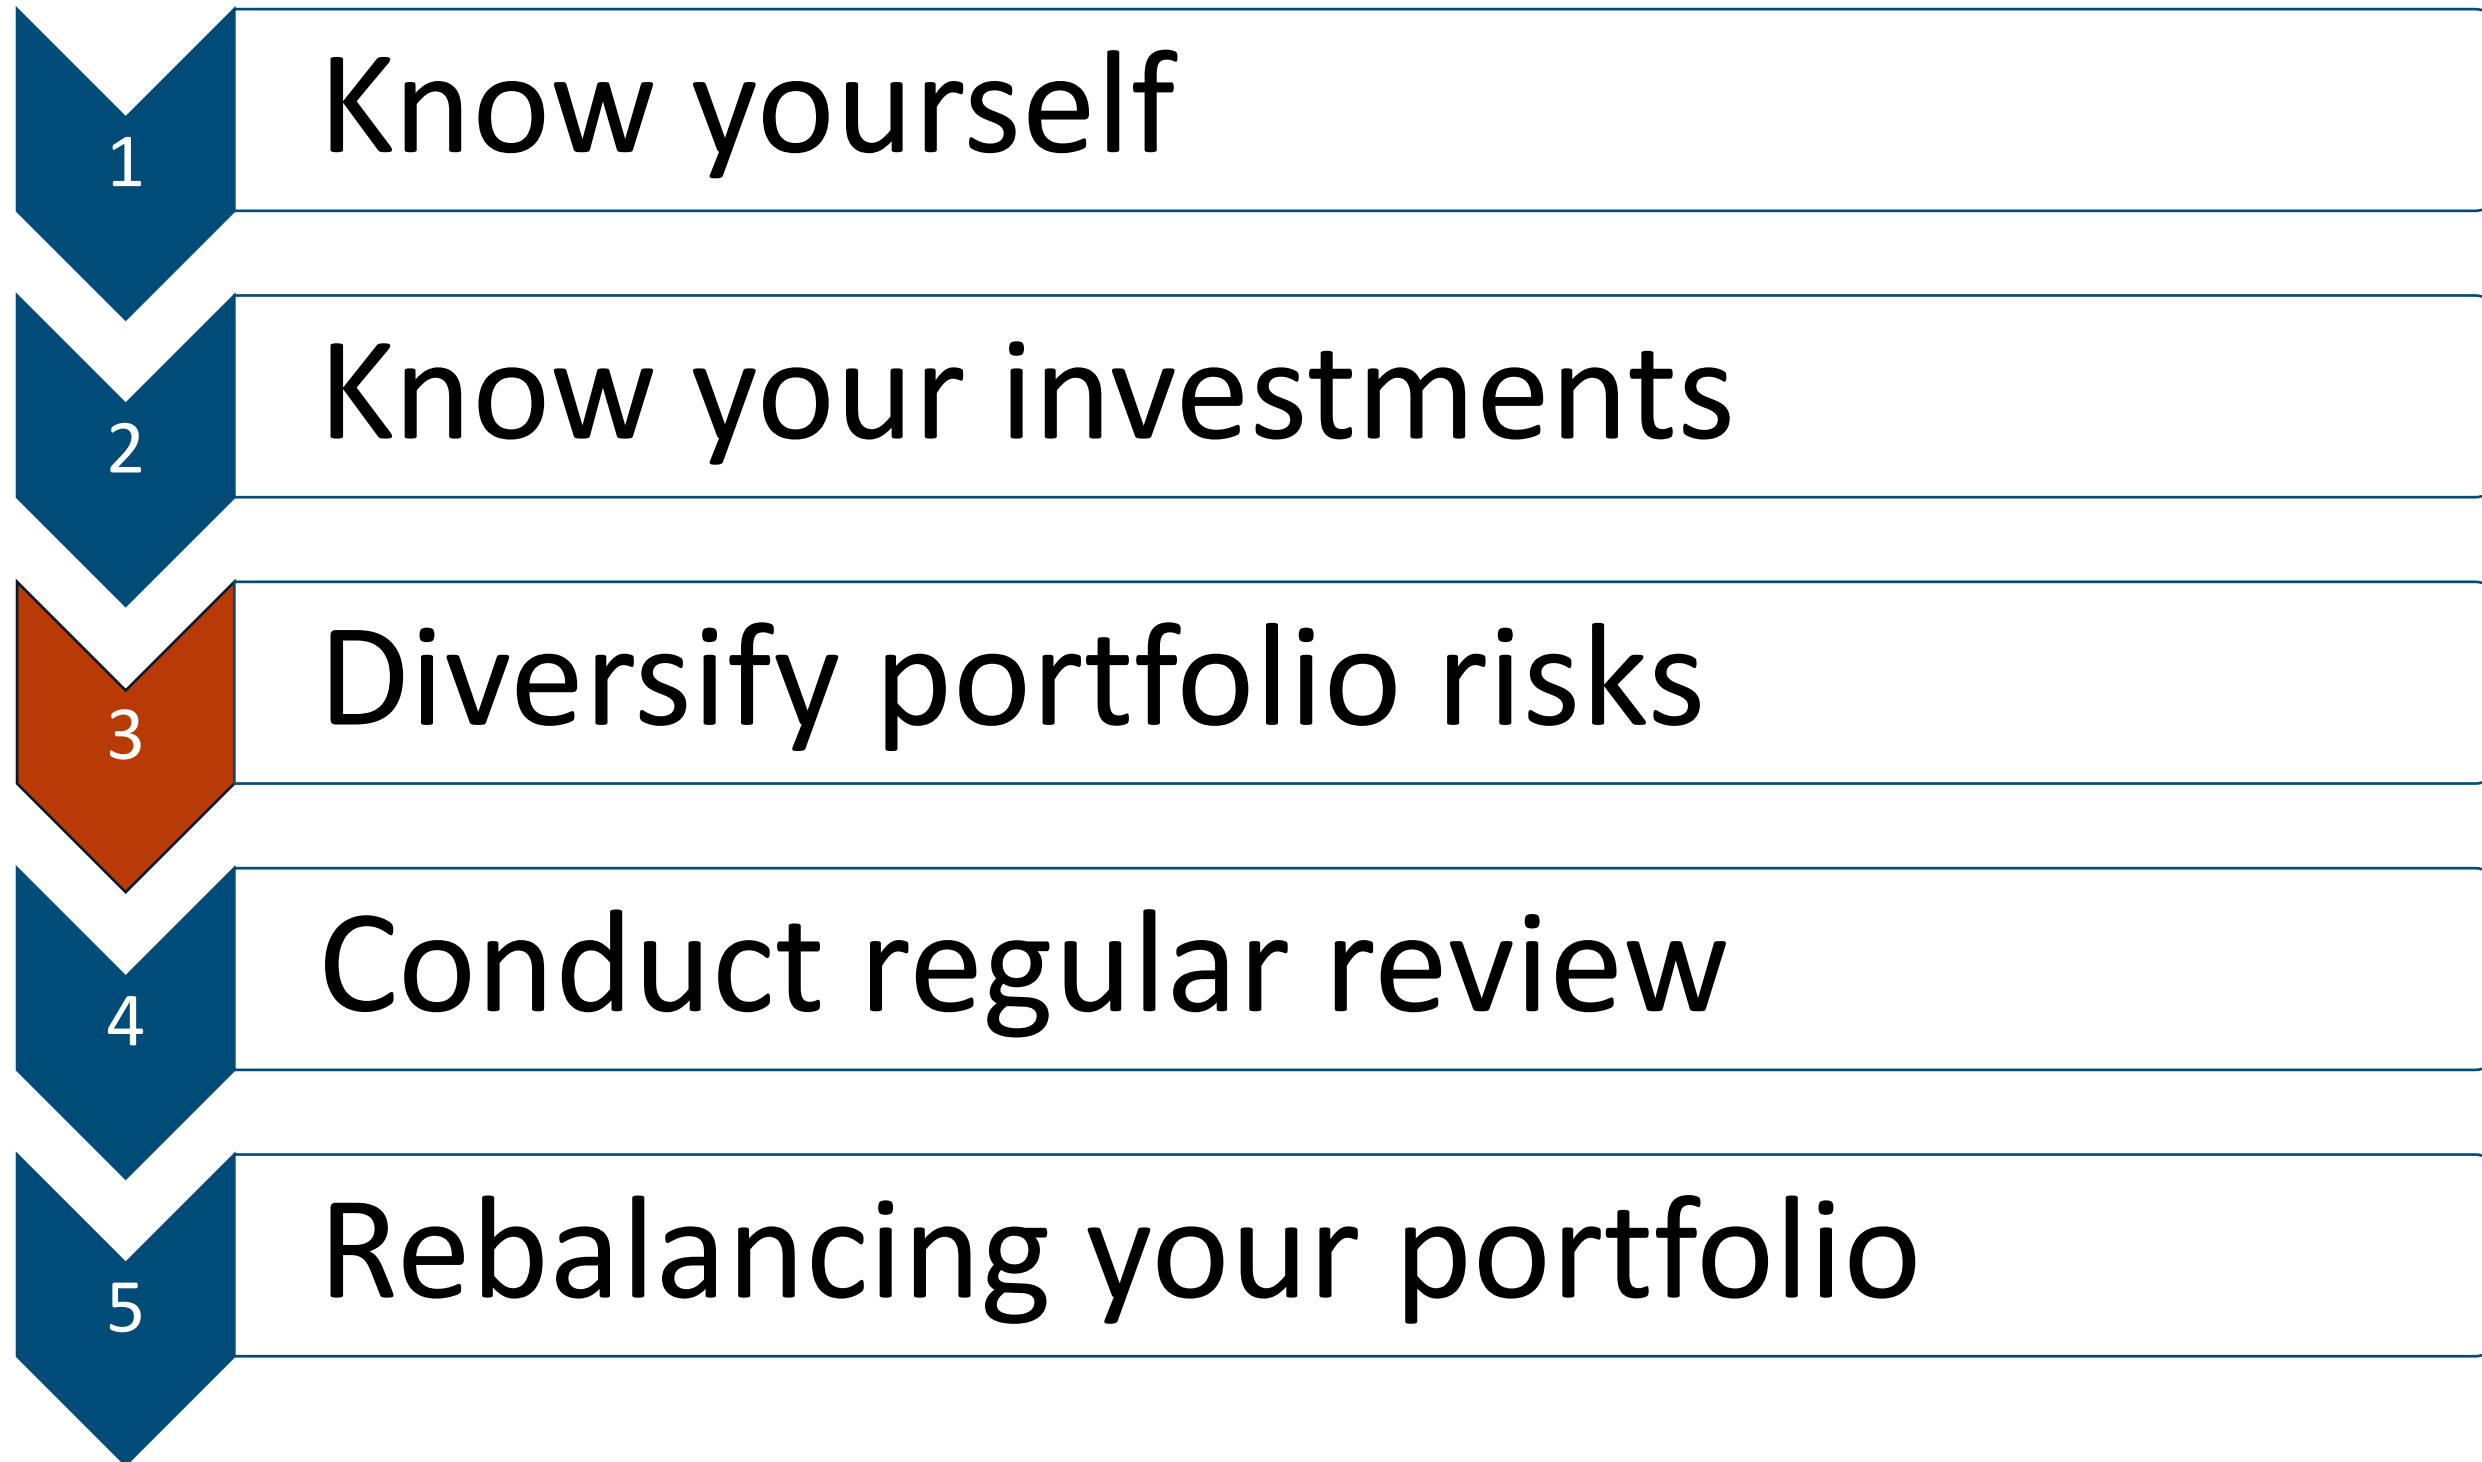 1
Know yourself
2
Know your investments
3
Diversify portfolio risks
4
Conduct regular review
5
Rebalancing your portfolio